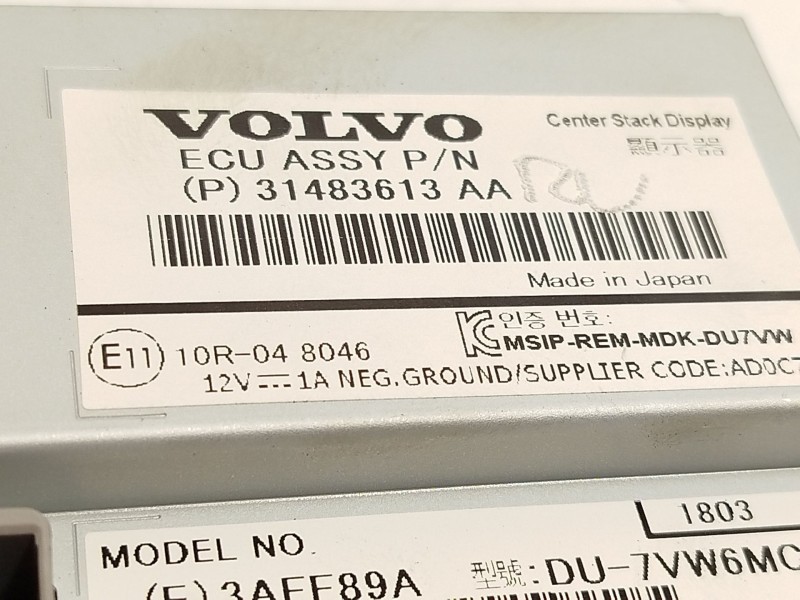 VOLVO
Center Stack Display
顯示器
ECU ASSY P/N
(P) 31483613 AA
Made in Japan
E11 10R-04 8046
인증 번호:
MSIP-REM-MDK-DU7VW
12V⎓1A NEG.GROUND/SUPPLIER CODE:AD0C7
1803
MODEL NO.
型號:DU-7VW6MC